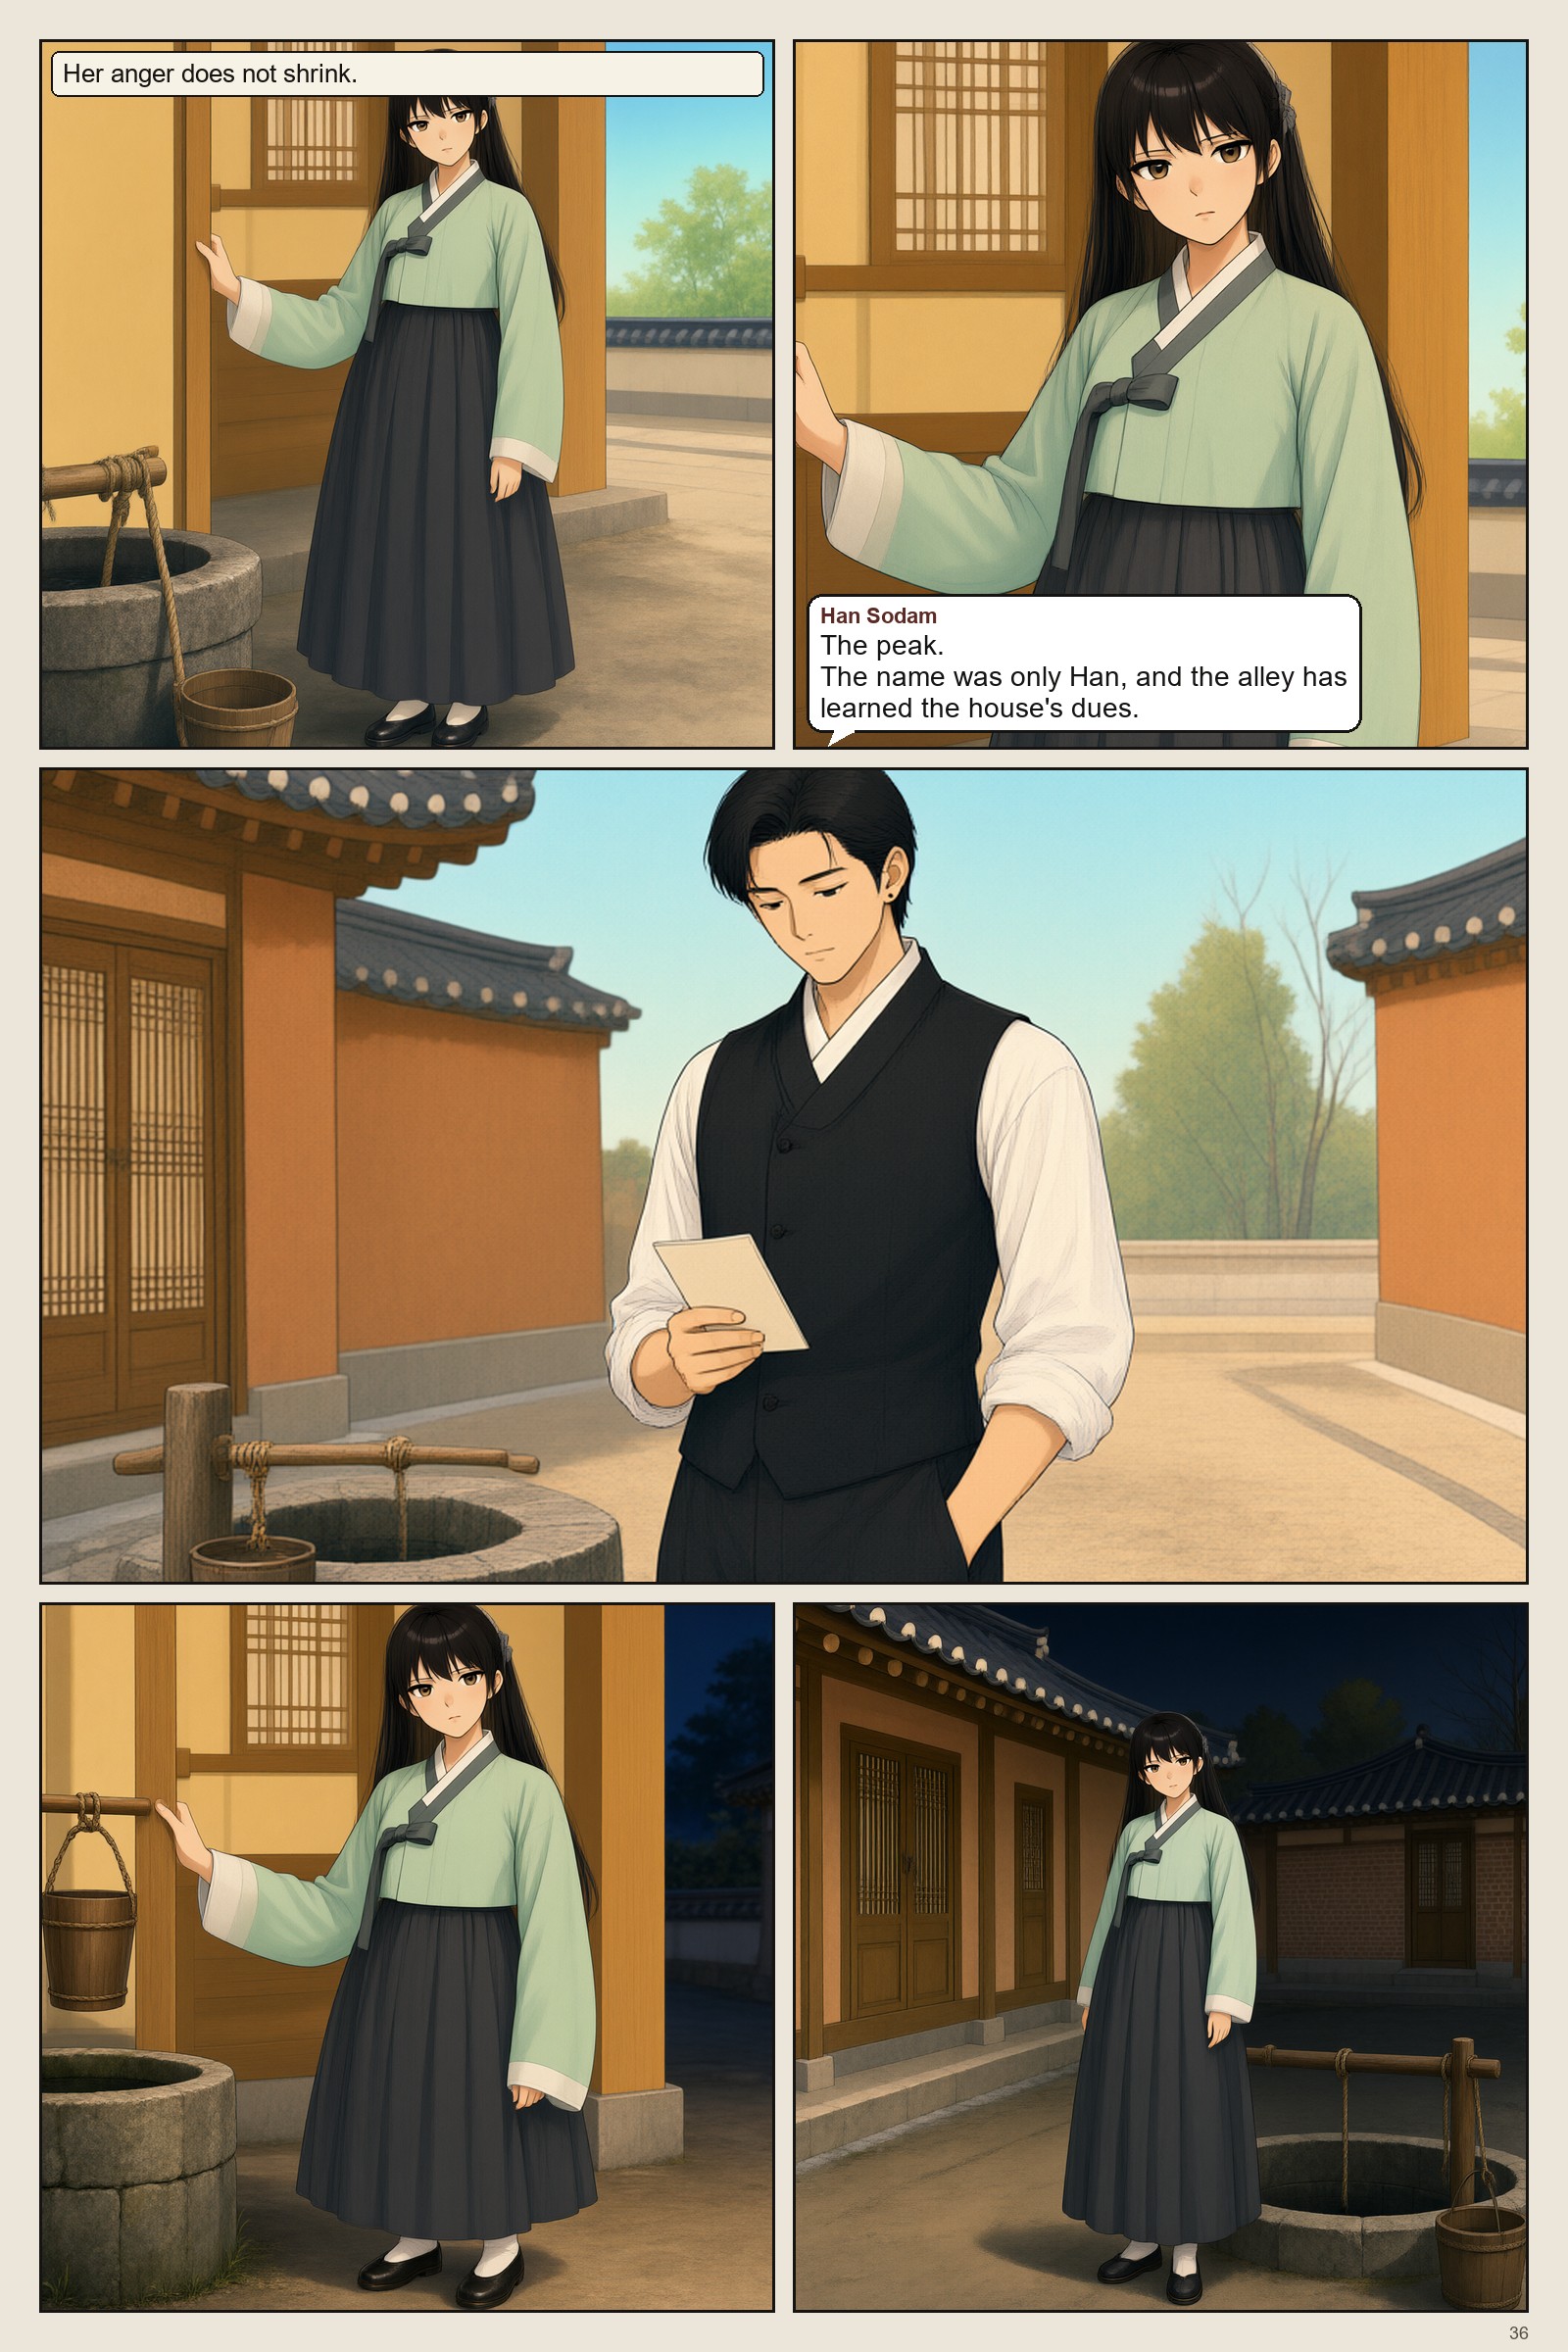 Her anger does not shrink.
Han Sodam
The peak.
The name was only Han, and the alley has
learned the house's dues.
36